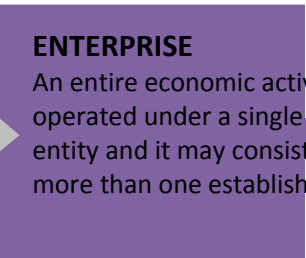 ENTERPRISE
An entire economic activ
operated under a single
entity and it may consist
more than one establish